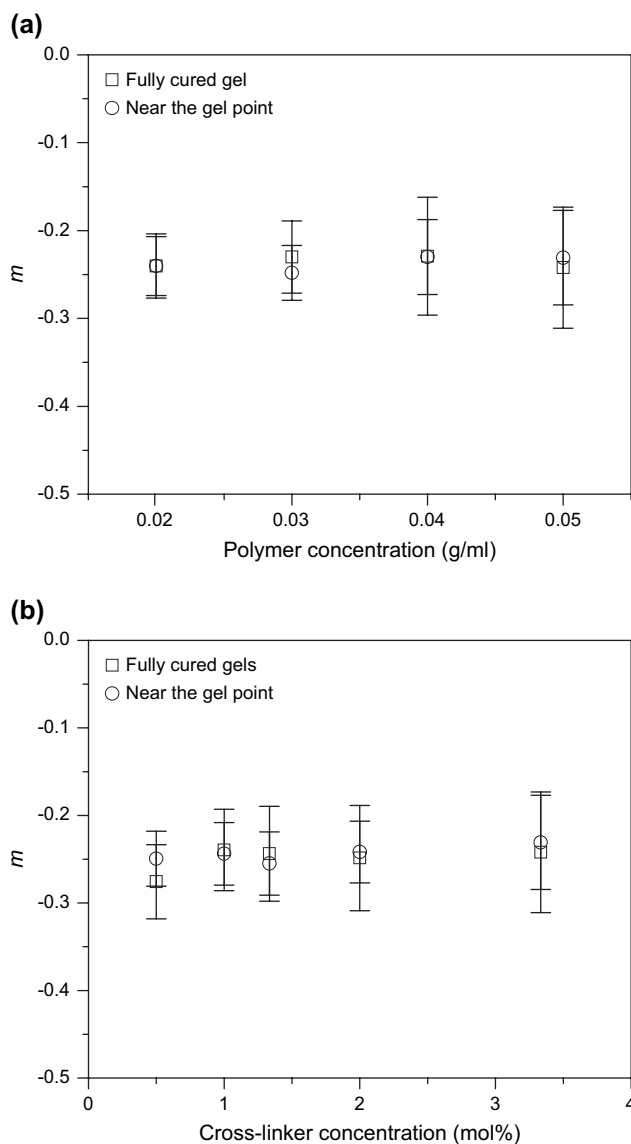 (a)
0.0
Fully cured gel
Near the gel point
-0.1
-0.2
m
-0.3
-0.4
-0.5
0.02 0.03 0.04 0.05
Polymer concentration (g/ml)
(b)
0.0
Fully cured gels
Near the gel point
-0.1
-0.2
m
-0.3
-0.4
-0.5
0 1 2 3 4
Cross-linker concentration (mol%)